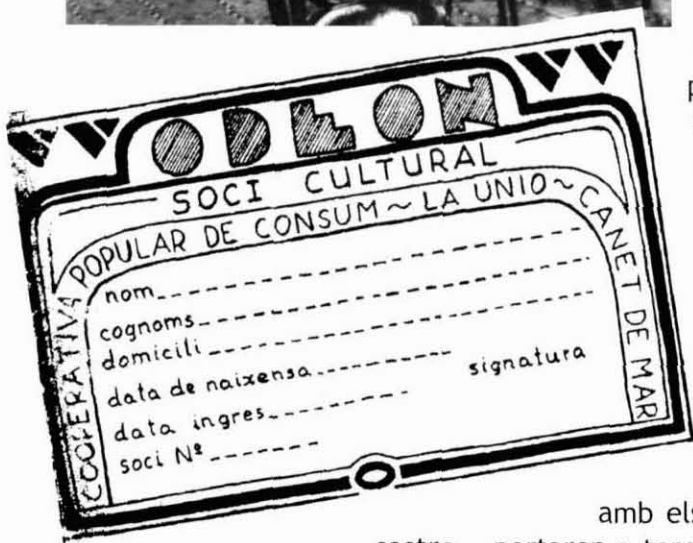 ODEON
SOCI CULTURAL
COOPERATIVA POPULAR DE CONSUM ~ LA UNIO ~ CANET DE MAR
nom
cognoms
domicili
data de naixensa
signatura
data ingres
soci Nº
amb els